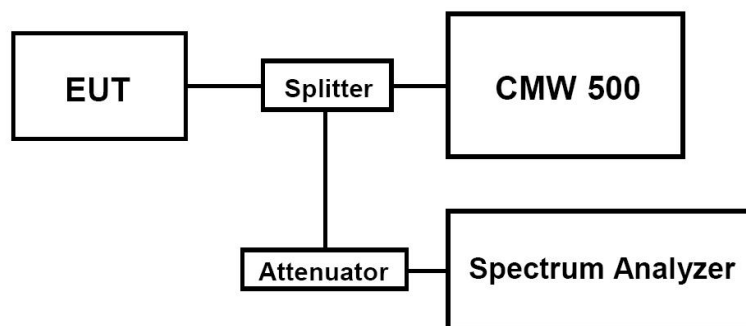 EUT
Splitter
CMW 500
Attenuator
Spectrum Analyzer